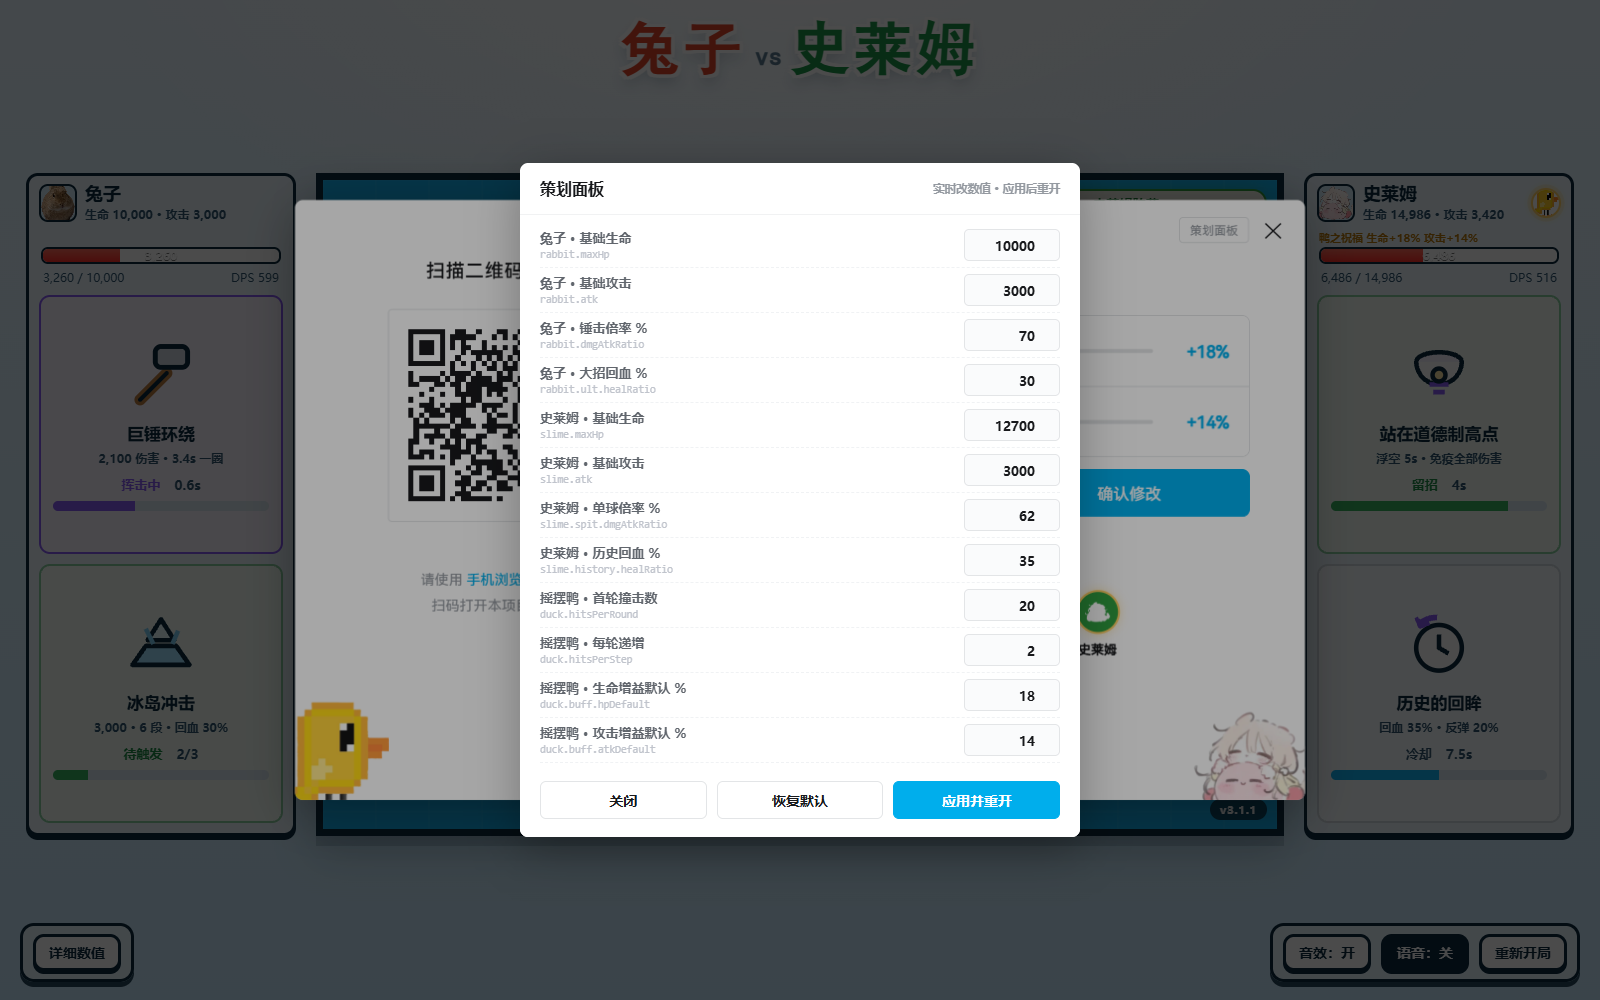 兔子 vs 史莱姆
兔子
生命 10,000 • 攻击 3,000
3,260
3,260 / 10,000
DPS 599
巨锤环绕
2,100 伤害 • 3.4s 一圈
挥击中 0.6s
冰岛冲击
3,000 • 6 段 • 回血 30%
待触发 2/3
扫描二维码
请使用 手机浏览
扫码打开本项目
策划面板
实时改数值 • 应用后重开
兔子 • 基础生命
rabbit.maxHp
10000
兔子 • 基础攻击
rabbit.atk
3000
兔子 • 锤击倍率 %
rabbit.dmgAtkRatio
70
兔子 • 大招回血 %
rabbit.ult.healRatio
30
史莱姆 • 基础生命
slime.maxHp
12700
史莱姆 • 基础攻击
slime.atk
3000
史莱姆 • 单球倍率 %
slime.spit.dmgAtkRatio
62
史莱姆 • 历史回血 %
slime.history.healRatio
35
摇摆鸭 • 首轮撞击数
duck.hitsPerRound
20
摇摆鸭 • 每轮递增
duck.hitsPerStep
2
摇摆鸭 • 生命增益默认 %
duck.buff.hpDefault
18
摇摆鸭 • 攻击增益默认 %
duck.buff.atkDefault
14
关闭
恢复默认
应用并重开
策划面板
+18%
+14%
确认修改
史莱姆
v3.1.1
史莱姆
生命 14,986 • 攻击 3,420
鸭之祝福 生命+18% 攻击+14%
6,486
6,486 / 14,986
DPS 516
站在道德制高点
浮空 5s • 免疫全部伤害
留招 4s
历史的回眸
回血 35% • 反弹 20%
冷却 7.5s
详细数值
音效：开
语音：关
重新开局